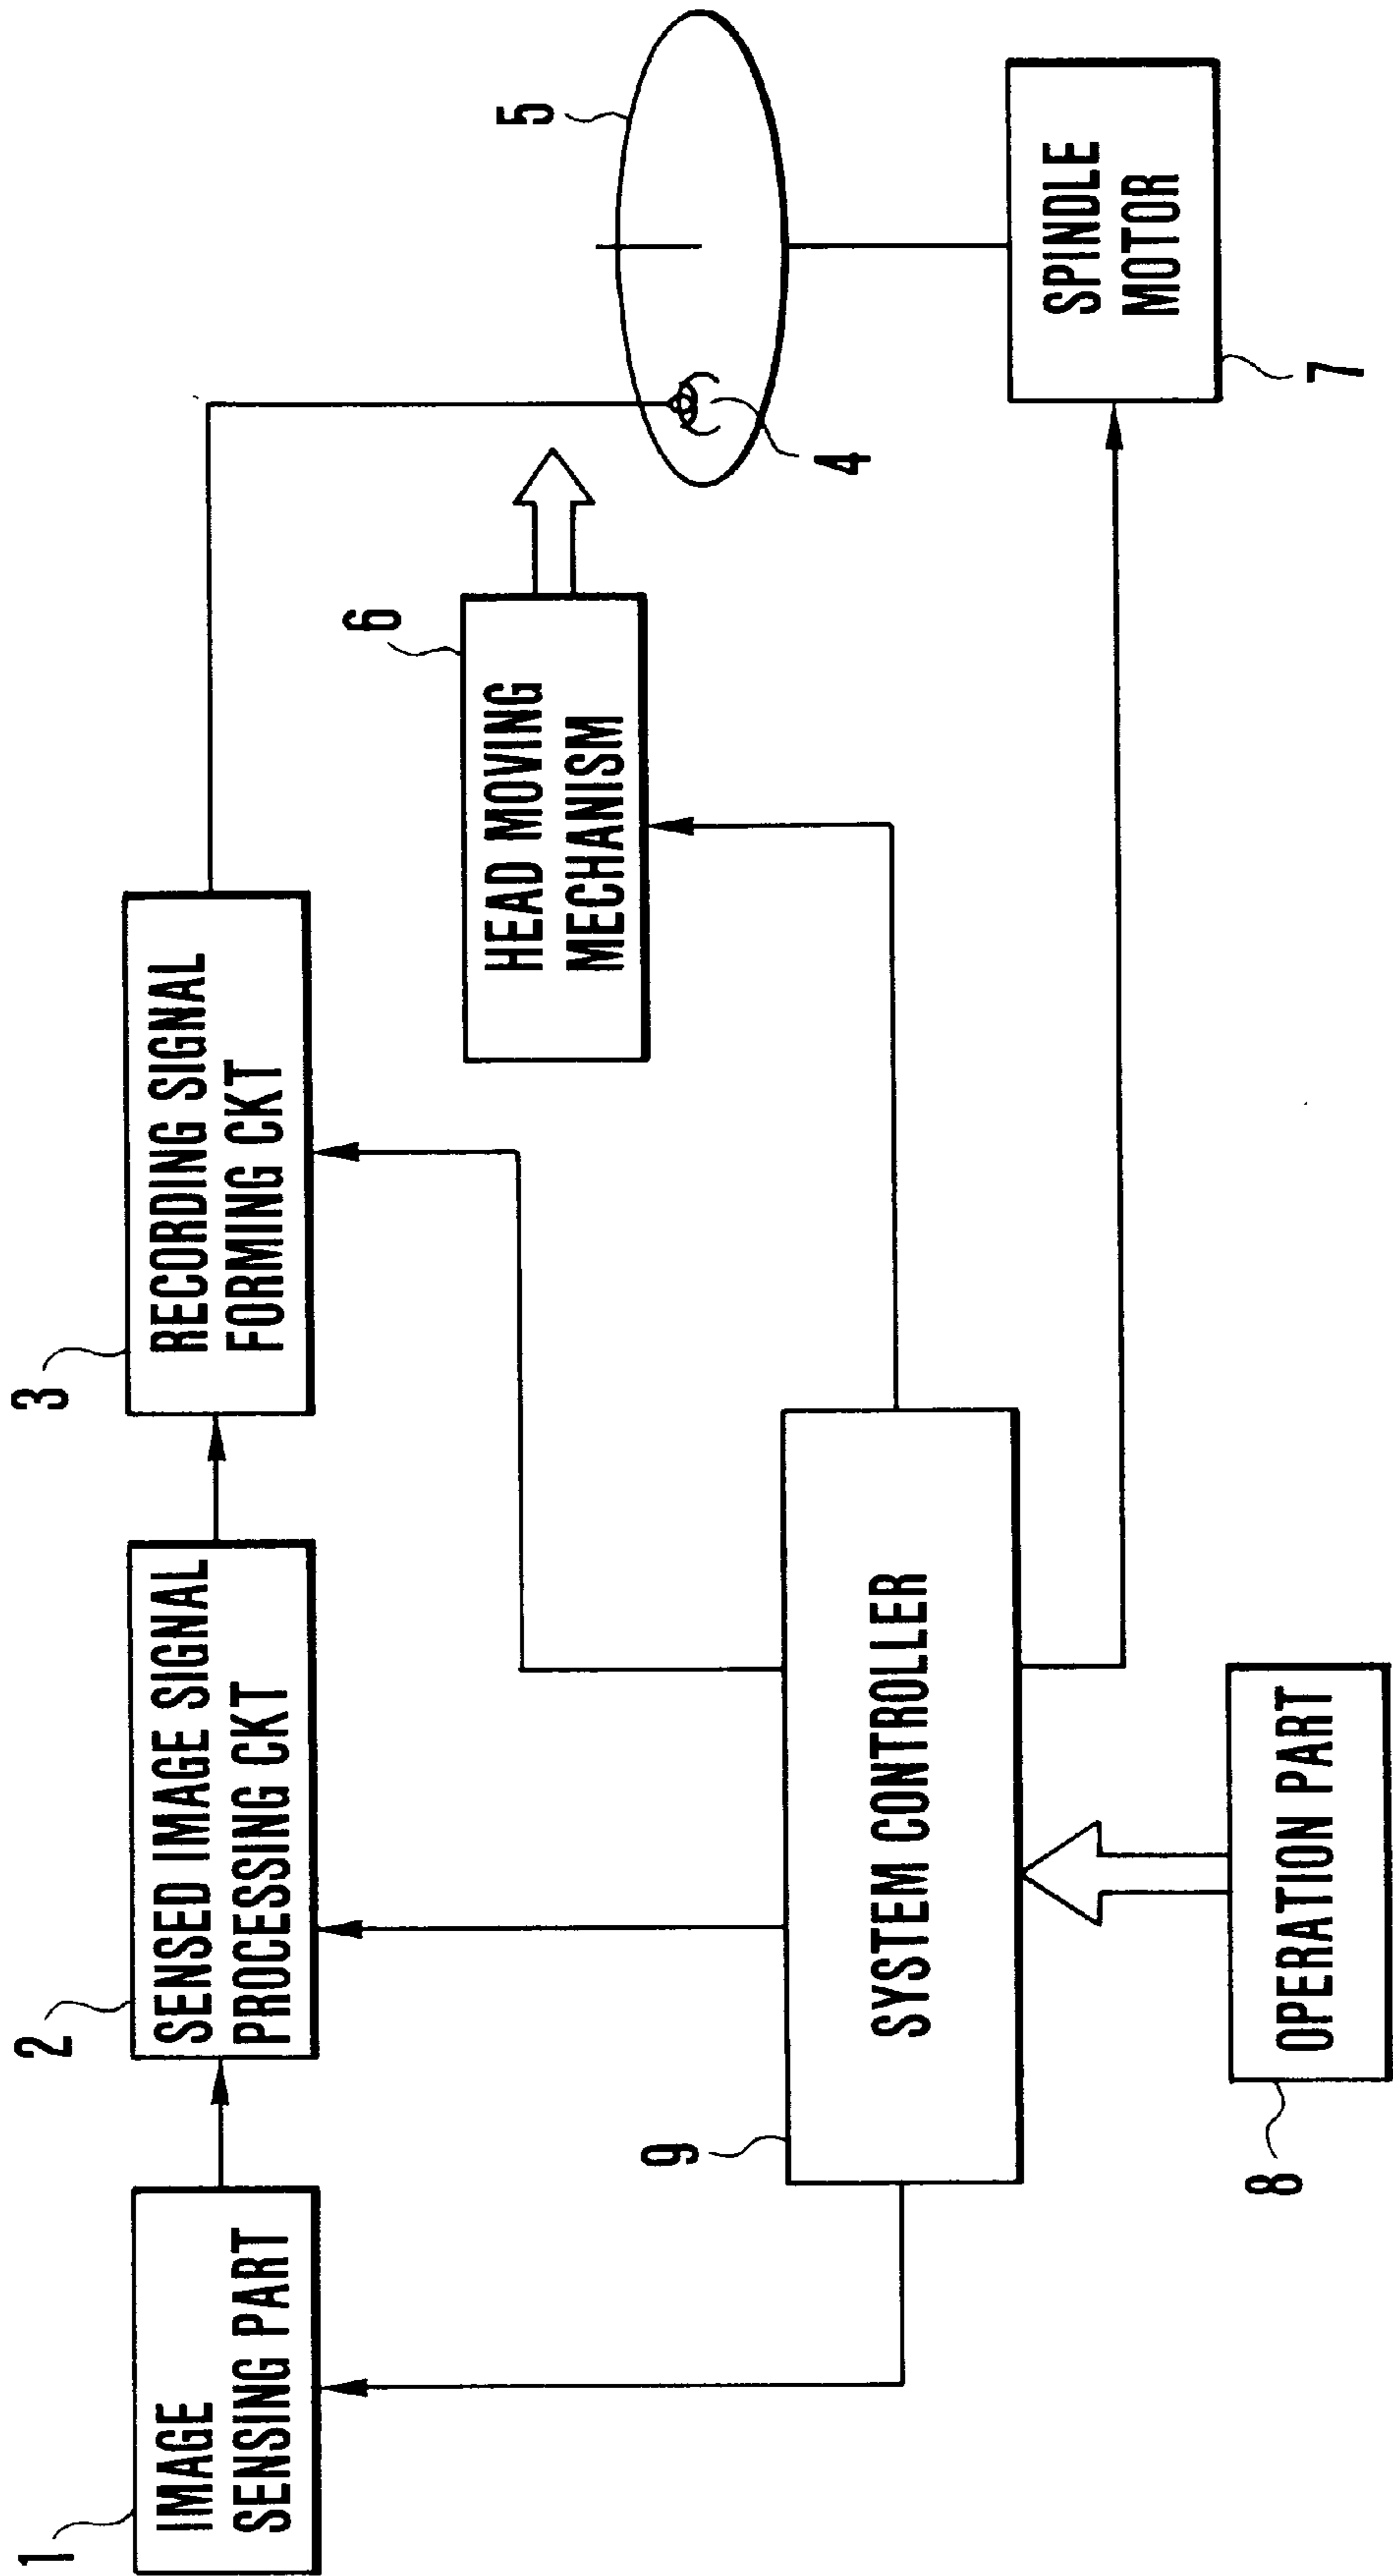 1
IMAGE
SENSING PART
2
SENSED IMAGE SIGNAL
PROCESSING CKT
3
RECORDING SIGNAL
FORMING CKT
6
HEAD MOVING
MECHANISM
5
4
9
SYSTEM CONTROLLER
7
SPINDLE
MOTOR
8
OPERATION PART